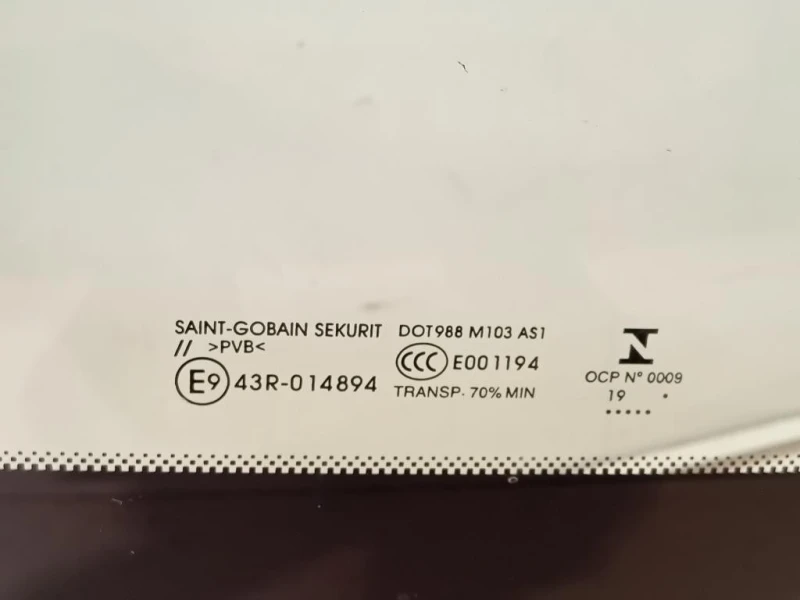 SAINT-GOBAIN SEKURIT
// >PVB<
E9 43R-014894
DOT988 M103 AS1
CCC E001194
TRANSP. 70% MIN
N
OCP Nº 0009
19 .
.....